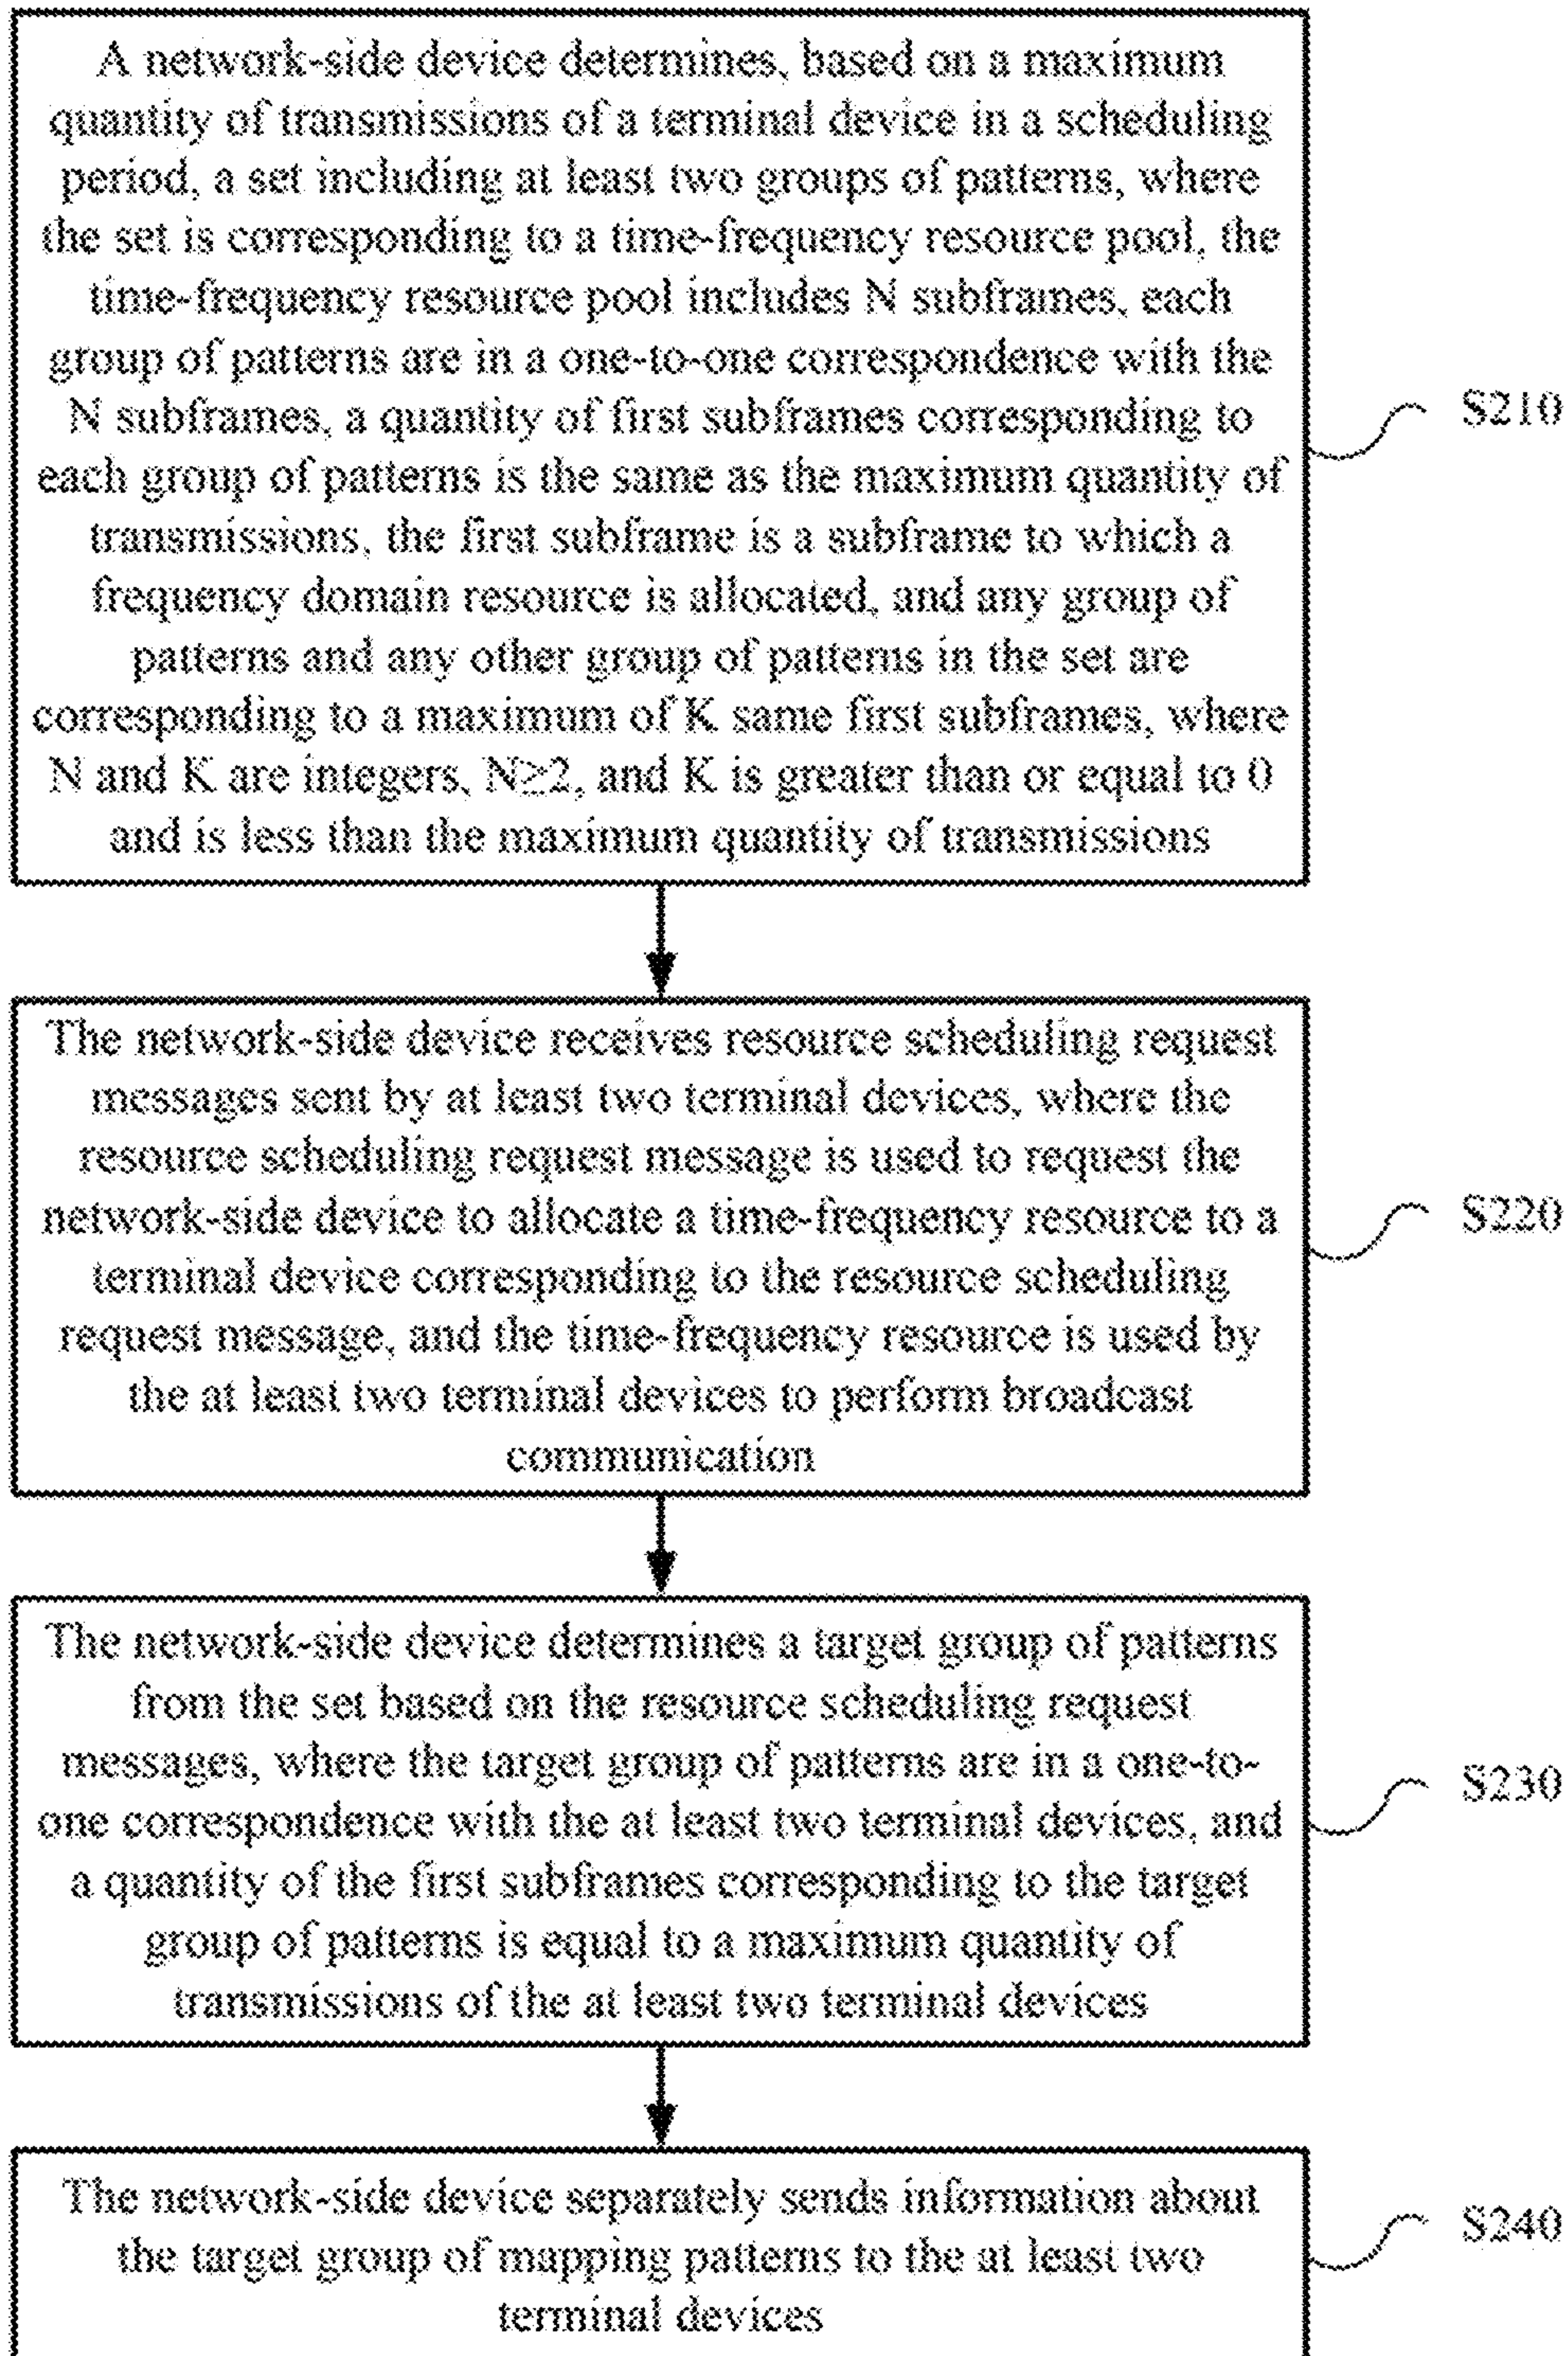 A network-side device determines, based on a maximum
quantity of transmissions of a terminal device in a scheduling
period, a set including at least two groups of patterns, where
the set is corresponding to a time-frequency resource pool, the
time-frequency resource pool includes N subframes, each
group of patterns are in a one-to-one correspondence with the
N subframes, a quantity of first subframes corresponding to
each group of patterns is the same as the maximum quantity of
transmissions, the first subframe is a subframe to which a
frequency domain resource is allocated, and any group of
patterns and any other group of patterns in the set are
corresponding to a maximum of K same first subframes, where
N and K are integers, N≥2, and K is greater than or equal to 0
and is less than the maximum quantity of transmissions
S210
The network-side device receives resource scheduling request
messages sent by at least two terminal devices, where the
resource scheduling request message is used to request the
network-side device to allocate a time-frequency resource to a
terminal device corresponding to the resource scheduling
request message, and the time-frequency resource is used by
the at least two terminal devices to perform broadcast
communication
S220
The network-side device determines a target group of patterns
from the set based on the resource scheduling request
messages, where the target group of patterns are in a one-to-
one correspondence with the at least two terminal devices, and
a quantity of the first subframes corresponding to the target
group of patterns is equal to a maximum quantity of
transmissions of the at least two terminal devices
S230
The network-side device separately sends information about
the target group of mapping patterns to the at least two
terminal devices
S240